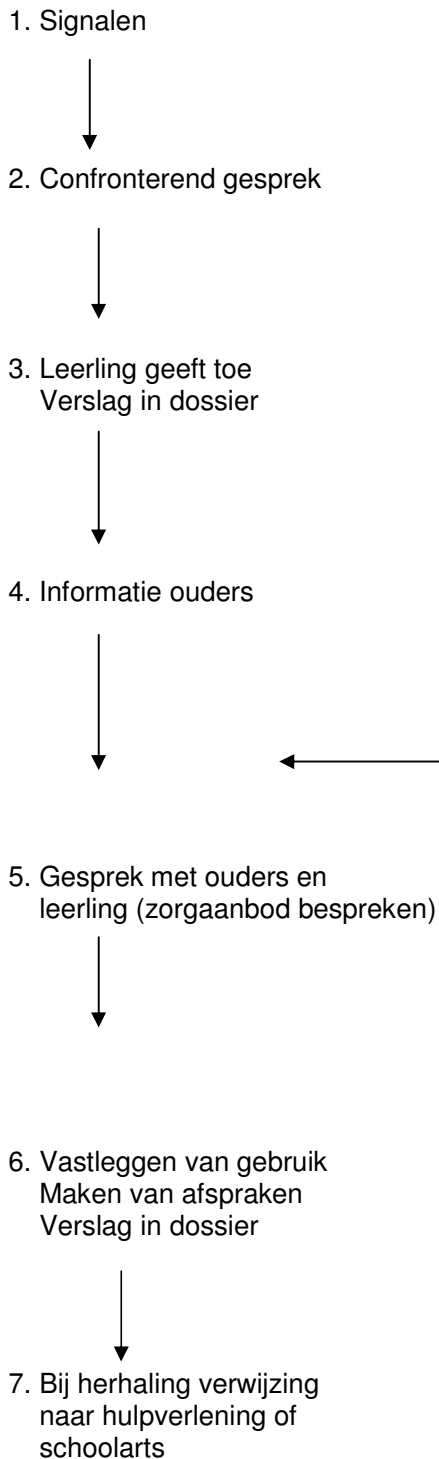 1. Signalen
2. Confronterend gesprek
3. Leerling geeft toe
Verslag in dossier
4. Informatie ouders
5. Gesprek met ouders en
leerling (zorgaanbod bespreken)
6. Vastleggen van gebruik
Maken van afspraken
Verslag in dossier
7. Bij herhaling verwijzing
naar hulpverlening of
schoolarts